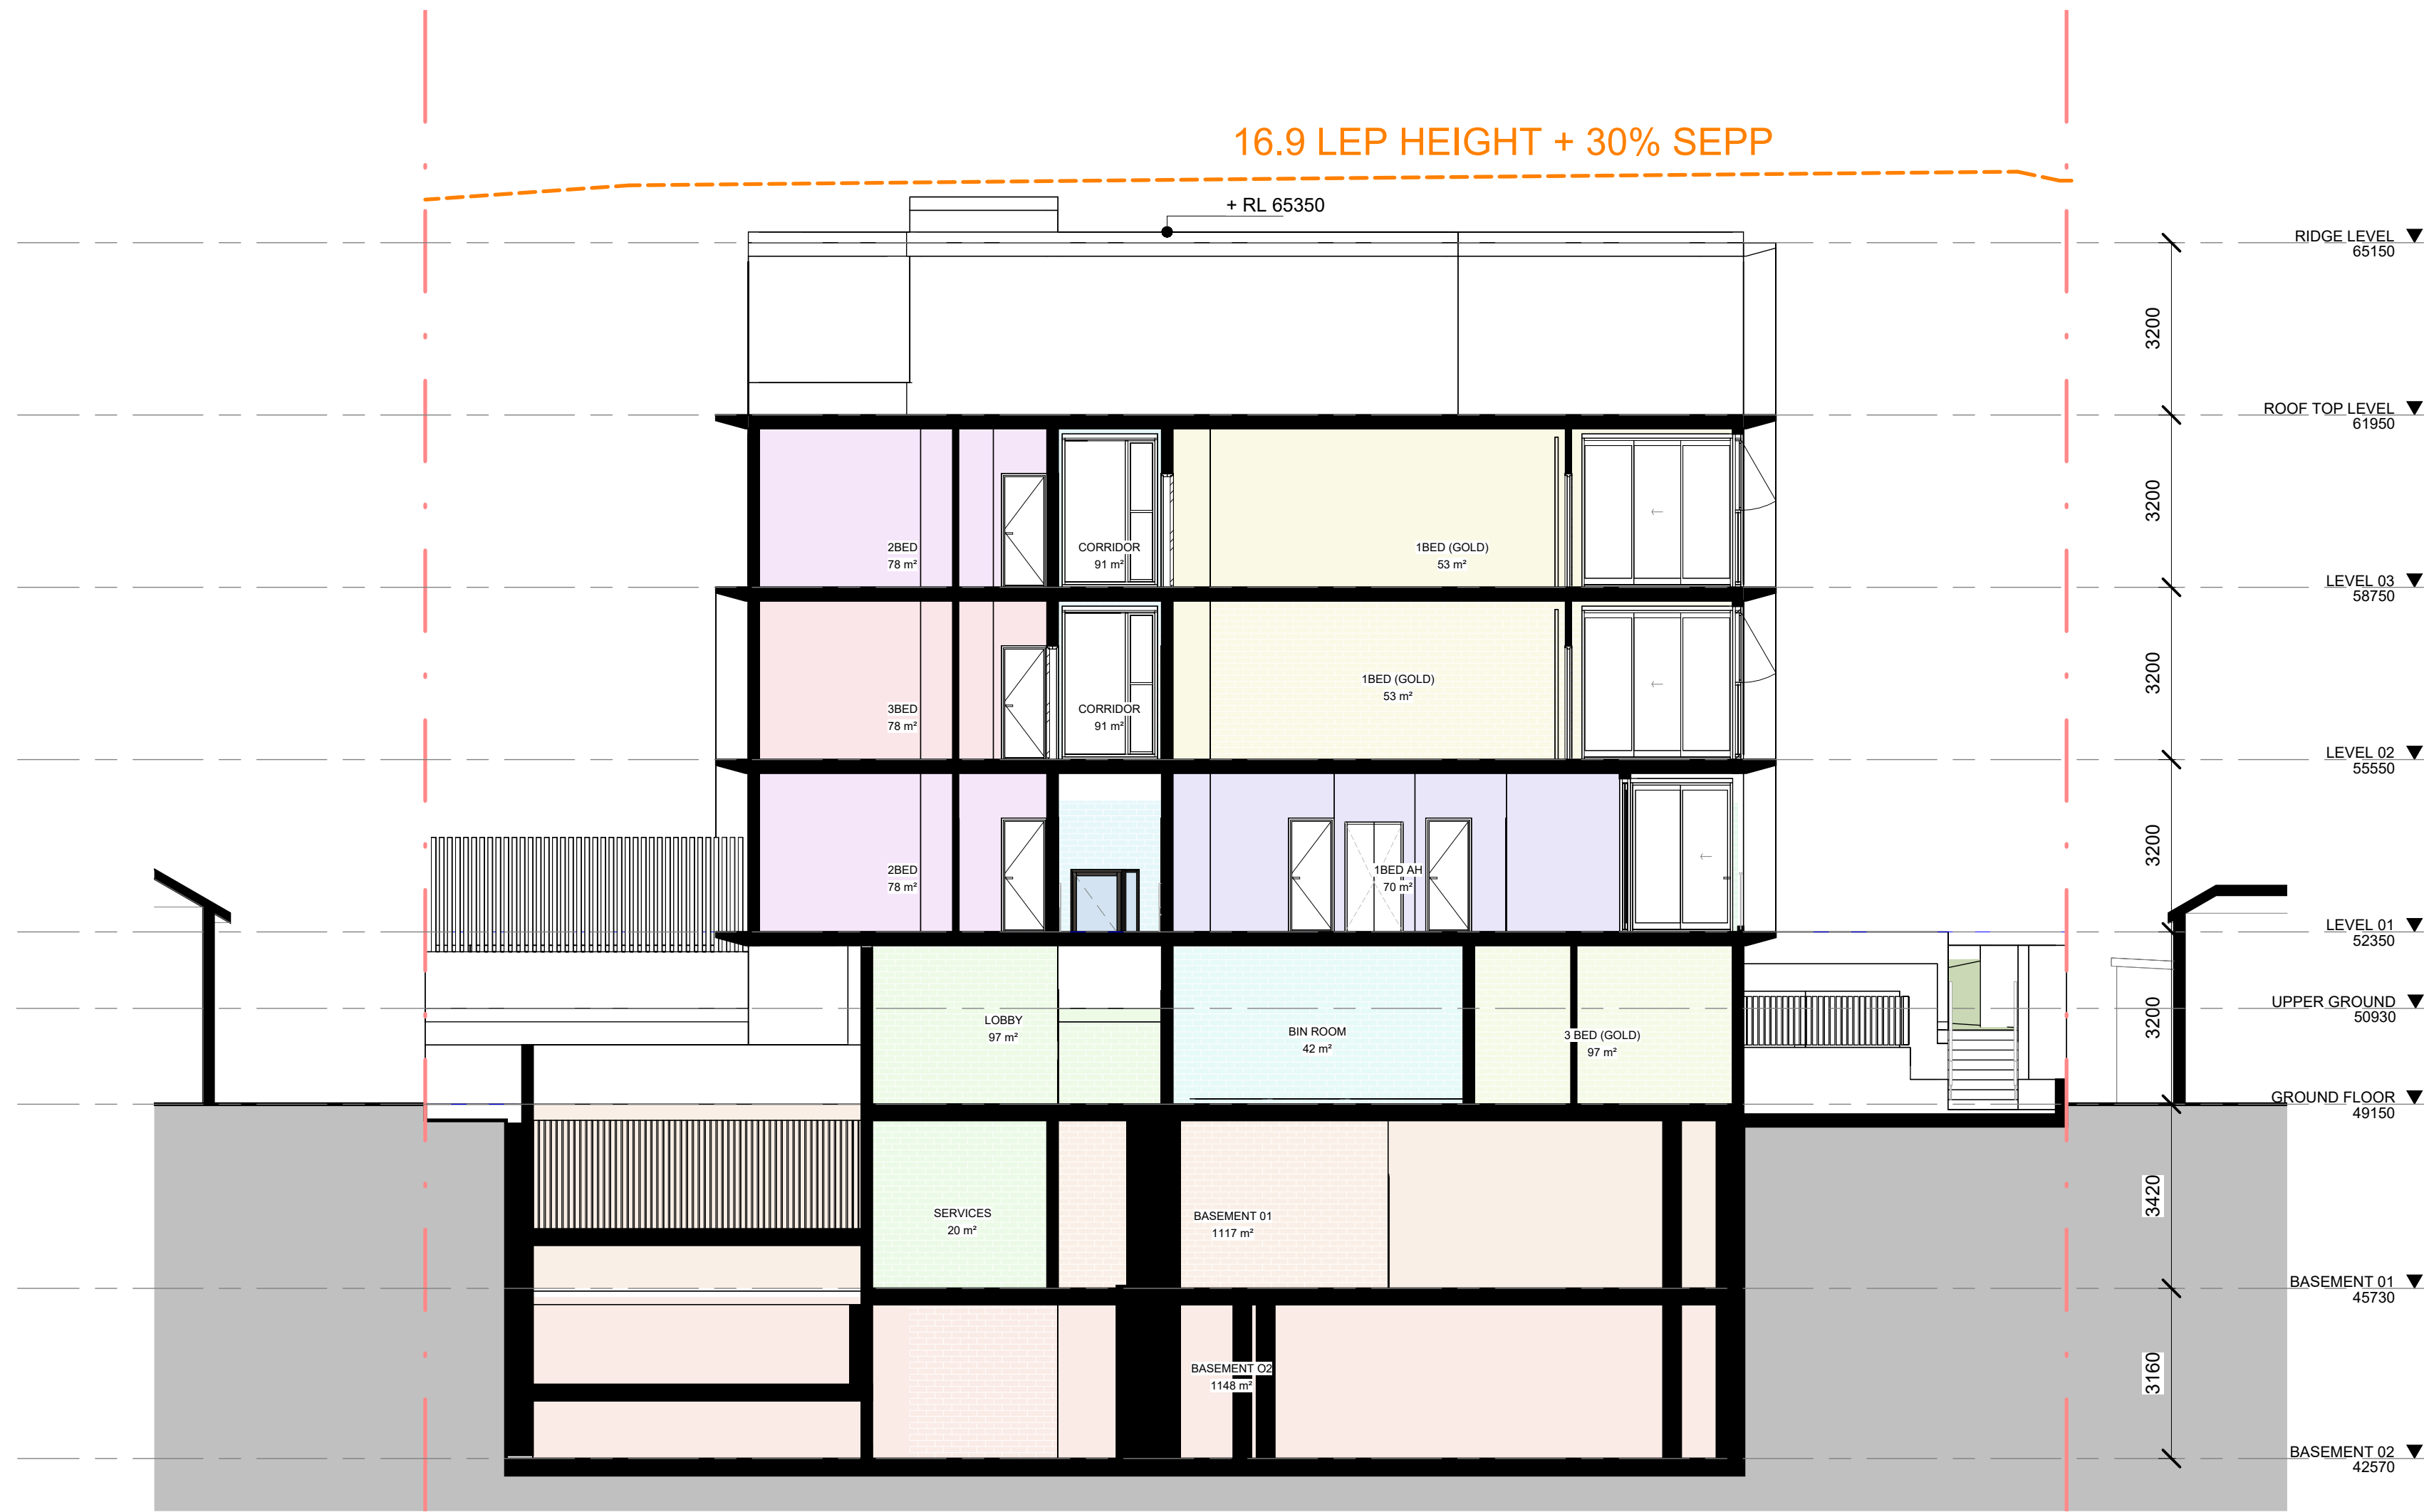 16.9 LEP HEIGHT + 30% SEPP
+ RL 65350
RIDGE LEVEL
65150
3200
ROOF TOP LEVEL
61950
3200
2BED
78 m²
CORRIDOR
91 m²
1BED (GOLD)
53 m²
LEVEL 03
58750
3200
3BED
78 m²
CORRIDOR
91 m²
1BED (GOLD)
53 m²
LEVEL 02
55550
3200
2BED
78 m²
1BED AH
70 m²
LEVEL 01
52350
UPPER GROUND
50930
3200
LOBBY
97 m²
BIN ROOM
42 m²
3 BED (GOLD)
97 m²
GROUND FLOOR
49150
3420
SERVICES
20 m²
BASEMENT 01
1117 m²
BASEMENT 01
45730
3160
BASEMENT O2
1148 m²
BASEMENT 02
42570